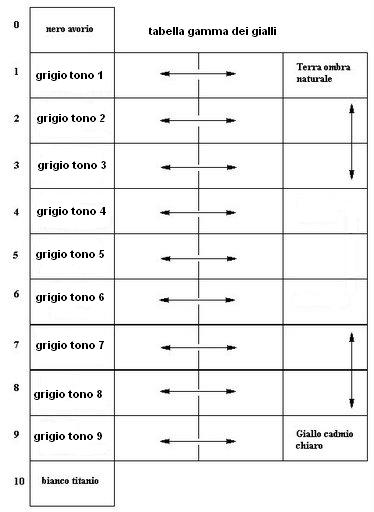 0 nero avorio tabella gamma dei gialli
1 grigio tono 1 Terra ombra
naturale
2 grigio tono 2
3 grigio tono 3
4 grigio tono 4
5 grigio tono 5
6 grigio tono 6
7 grigio tono 7
8 grigio tono 8
9 grigio tono 9 Giallo cadmio
chiaro
10 bianco titanio